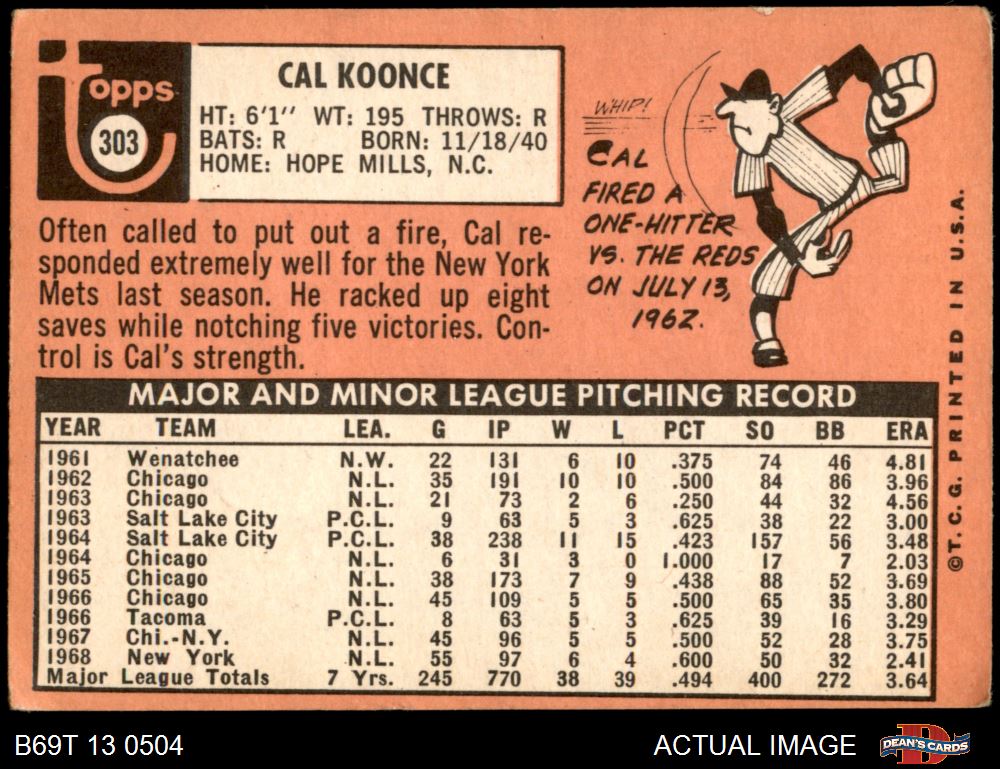 Topps
303
CAL KOONCE
HT: 6'1" WT: 195 THROWS: R
BATS: R BORN: 11/18/40
HOME: HOPE MILLS, N.C.
Often called to put out a fire, Cal re-
sponded extremely well for the New York
Mets last season. He racked up eight
saves while notching five victories. Con-
trol is Cal's strength.
WHIP!
CAL
FIRED A
ONE-HITTER
VS. THE REDS
ON JULY 13,
1962.
MAJOR AND MINOR LEAGUE PITCHING RECORD
YEAR TEAM LEA. G IP W L PCT SO BB ERA
1961 Wenatchee N.W. 22 131 6 10 .375 74 46 4.81
1962 Chicago N.L. 35 191 10 10 .500 84 86 3.96
1963 Chicago N.L. 21 73 2 6 .250 44 32 4.56
1963 Salt Lake City P.C.L. 9 63 5 3 .625 38 22 3.00
1964 Salt Lake City P.C.L. 38 238 11 15 .423 157 56 3.48
1964 Chicago N.L. 6 31 3 0 1.000 17 7 2.03
1965 Chicago N.L. 38 173 7 9 .438 88 52 3.69
1966 Chicago N.L. 45 109 5 5 .500 65 35 3.80
1966 Tacoma P.C.L. 8 63 5 3 .625 39 16 3.29
1967 Chi.-N.Y. N.L. 45 96 5 5 .500 52 28 3.75
1968 New York N.L. 55 97 6 4 .600 50 32 2.41
Major League Totals 7 Yrs. 245 770 38 39 .494 400 272 3.64
©T.C.G. PRINTED IN U.S.A.
B69T 13 0504
ACTUAL IMAGE
DEAN'S CARDS